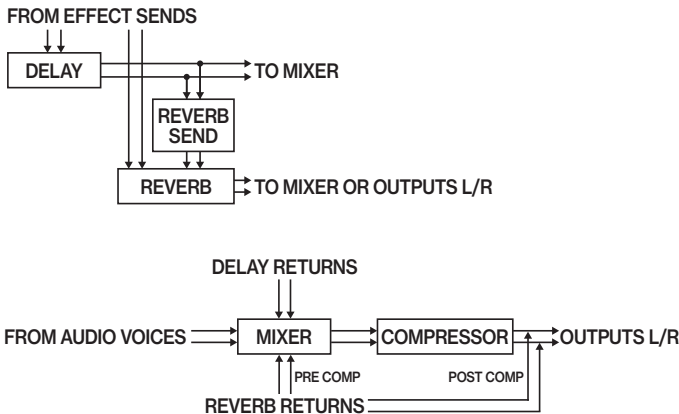 FROM EFFECT SENDS
DELAY
TO MIXER
REVERB
SEND
REVERB
TO MIXER OR OUTPUTS L/R
DELAY RETURNS
FROM AUDIO VOICES
MIXER
COMPRESSOR
OUTPUTS L/R
PRE COMP
POST COMP
REVERB RETURNS